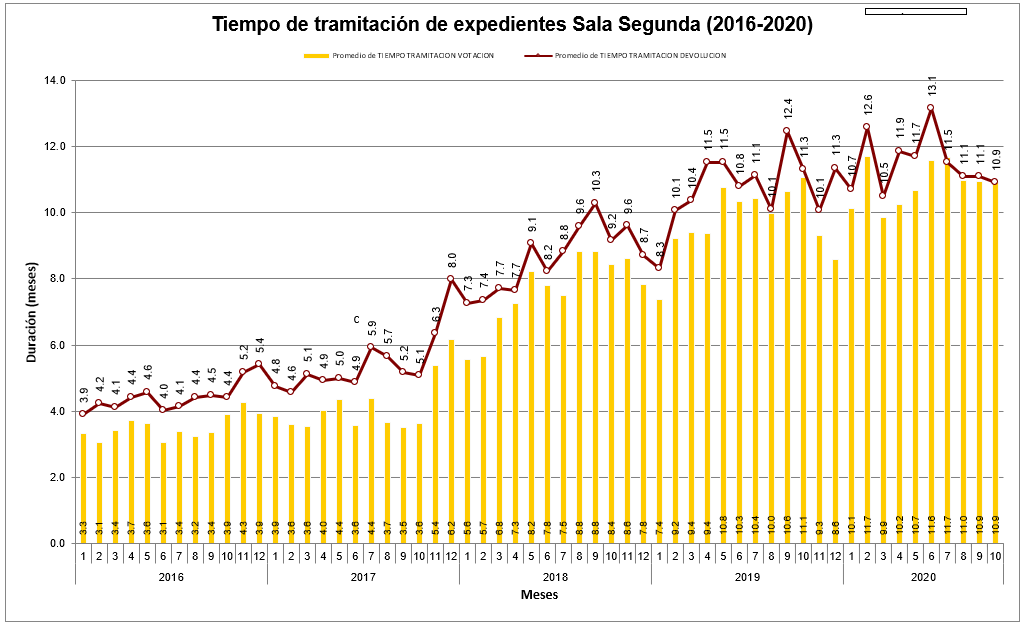 Tiempo de tramitación de expedientes Sala Segunda (2016-2020)
Promedio de TIEMPO TRAMITACION VOTACION Promedio de TIEMPO TRAMITACION DEVOLUCION
14.0
12.0
10.0
8.0
6.0
4.0
2.0
0.0
Duración (meses)
3.9 4.2 4.1 4.4 4.6 4.0 4.1 4.4 4.5 4.4 5.2 5.4 4.8 4.6 5.1 4.9 5.0 4.9 5.9 5.7 5.2 5.1 6.3 8.0 7.3 7.4 7.7 7.7 9.1 8.2 8.8 9.6 10.3 9.2 9.6 8.7 8.3 10.1 10.4 11.5 11.5 10.8 11.1 10.1 12.4 11.3 10.1 11.3 10.7 12.6 10.5 11.9 11.7 13.1 11.5 11.1 11.1 10.9
C
3.3 3.1 3.4 3.7 3.6 3.1 3.4 3.2 3.4 3.9 4.3 3.9 3.9 3.6 3.6 4.0 4.4 3.6 4.4 3.7 3.5 3.6 5.4 6.2 5.6 5.7 6.8 7.3 8.2 7.8 7.5 8.8 8.8 8.4 8.6 7.8 7.4 9.2 9.4 9.4 10.8 10.3 10.4 10.0 10.6 11.1 9.3 8.6 10.1 11.7 9.9 10.2 10.7 11.6 11.7 11.0 10.9 10.9
1 2 3 4 5 6 7 8 9 10 11 12 1 2 3 4 5 6 7 8 9 10 11 12 1 2 3 4 5 6 7 8 9 10 11 12 1 2 3 4 5 6 7 8 9 10 11 12 1 2 3 4 5 6 7 8 9 10
2016 2017 2018 2019 2020
Meses